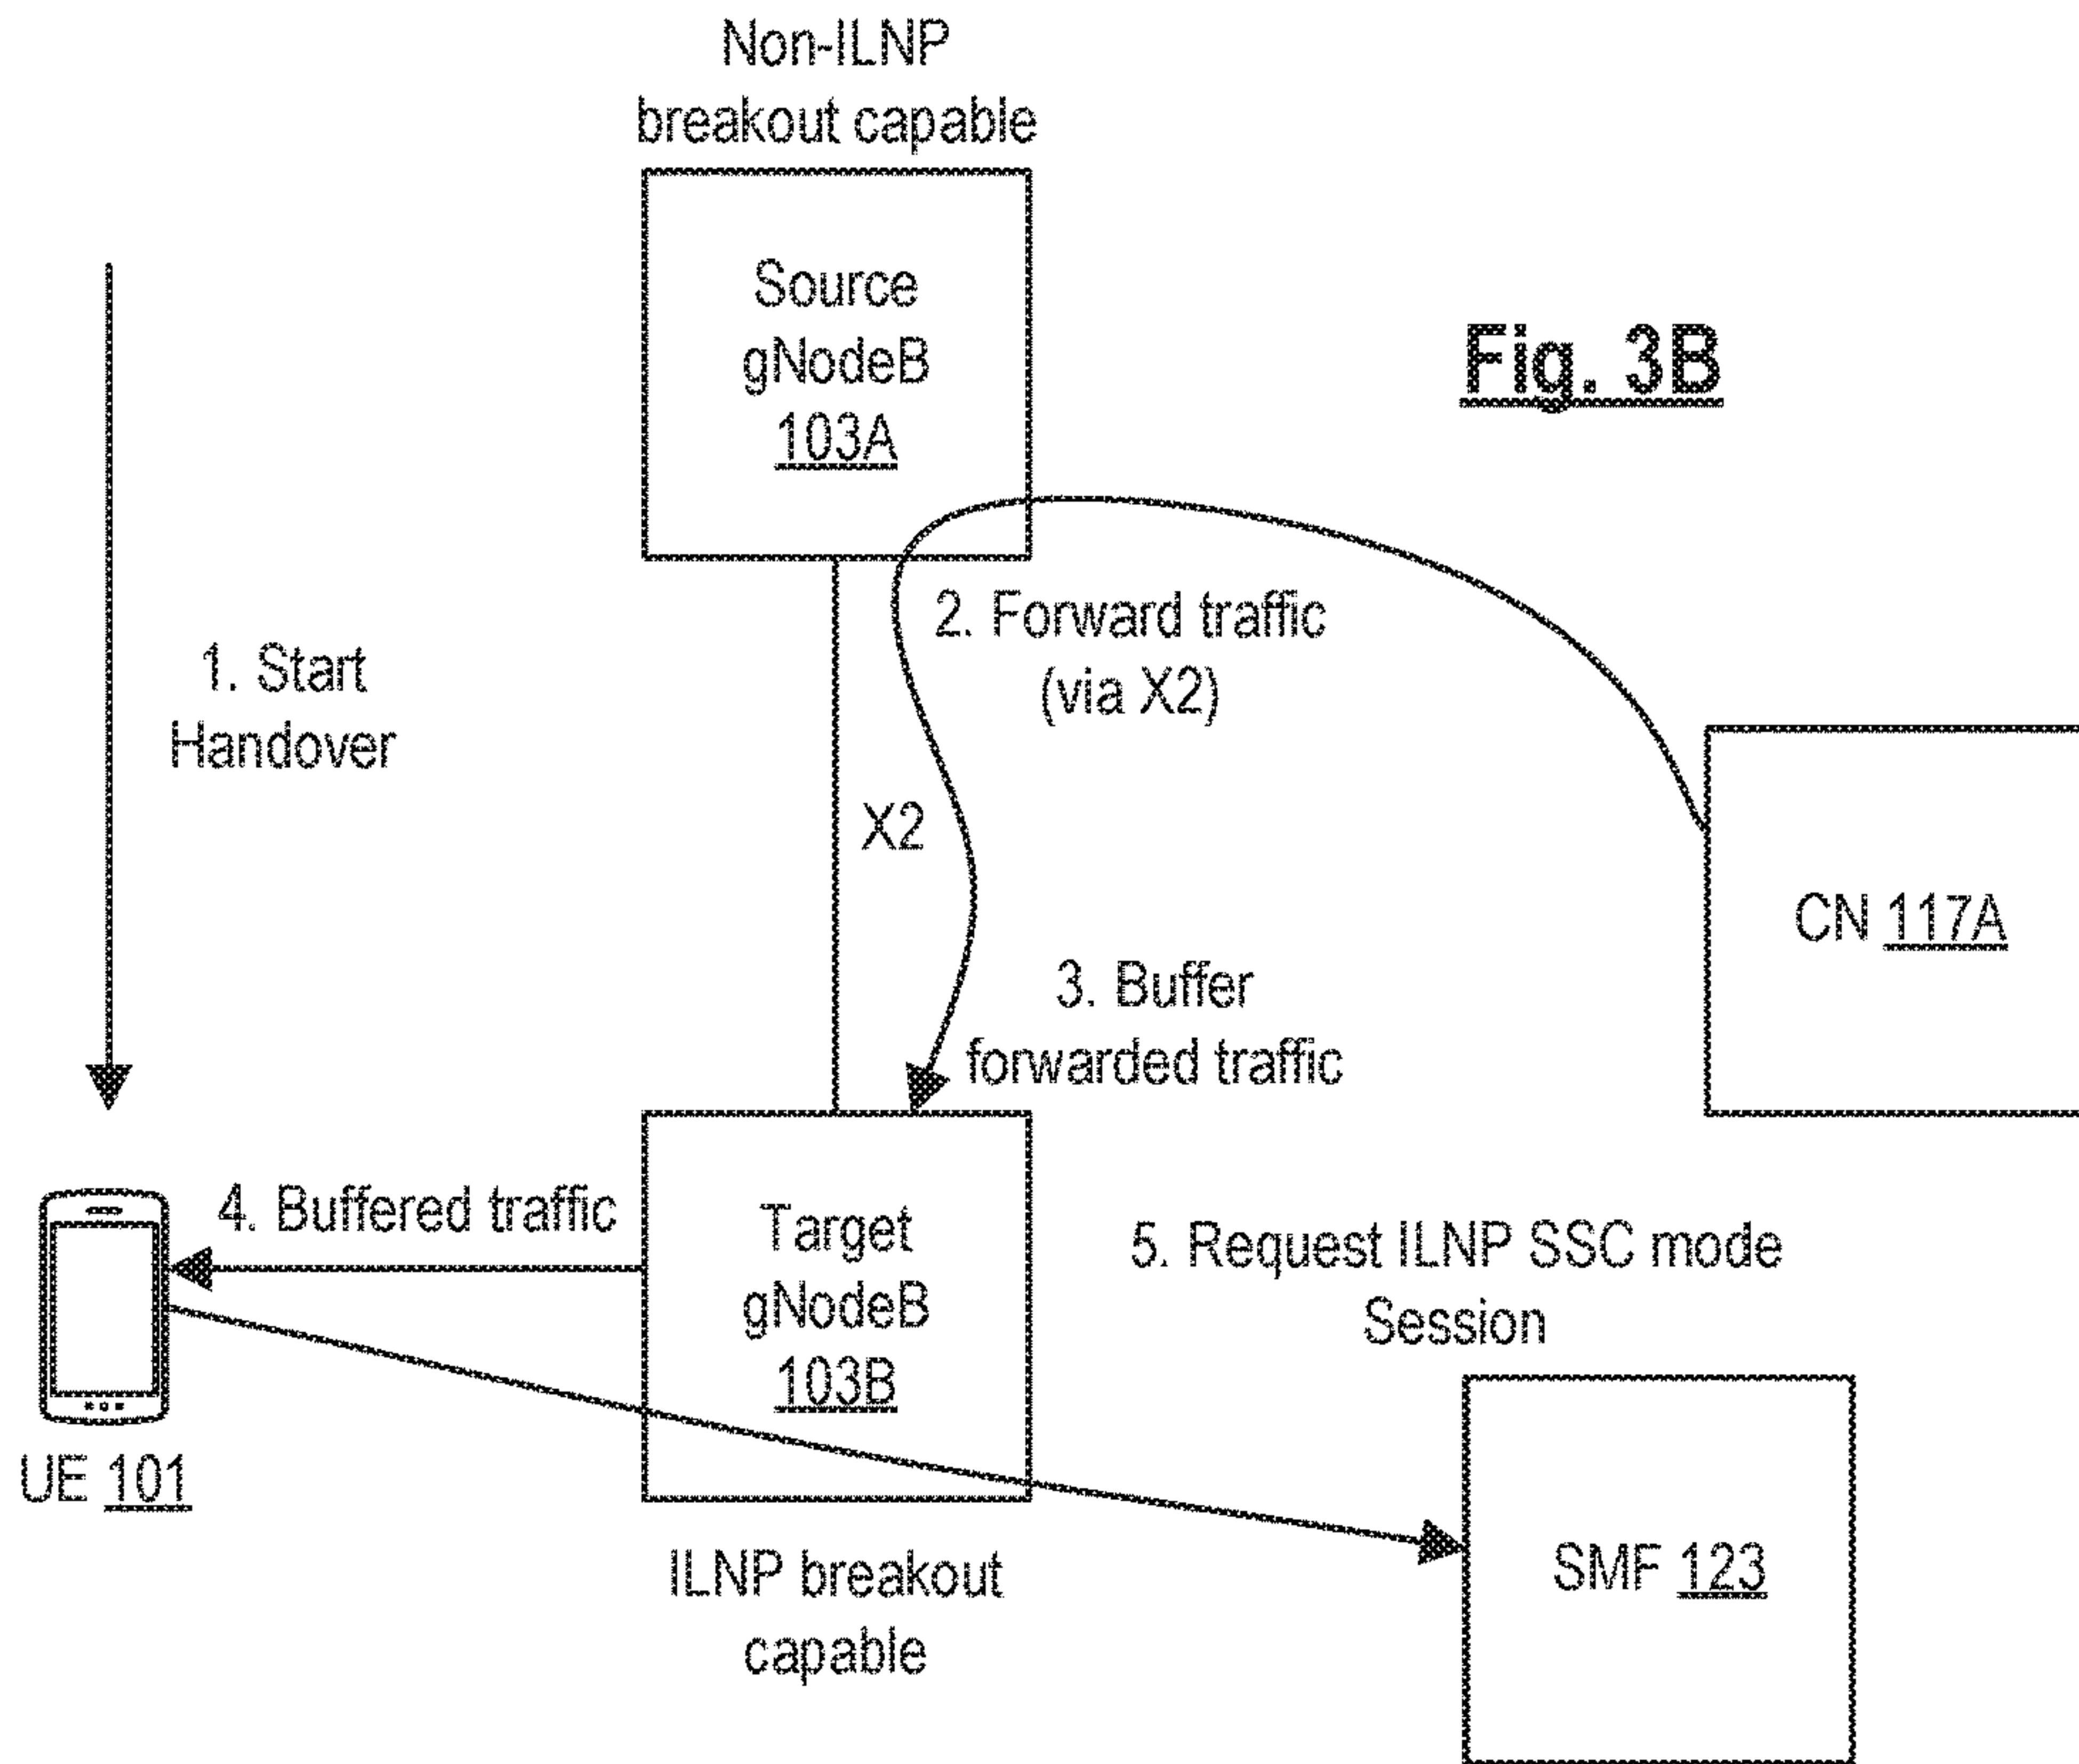 Non-ILNP
breakout capable
Source
gNodeB
103A
Fig. 3B
1. Start
Handover
2. Forward traffic
(via X2)
X2
CN 117A
3. Buffer
forwarded traffic
4. Buffered traffic
Target
gNodeB
103B
5. Request ILNP SSC mode
Session
UE 101
ILNP breakout
capable
SMF 123